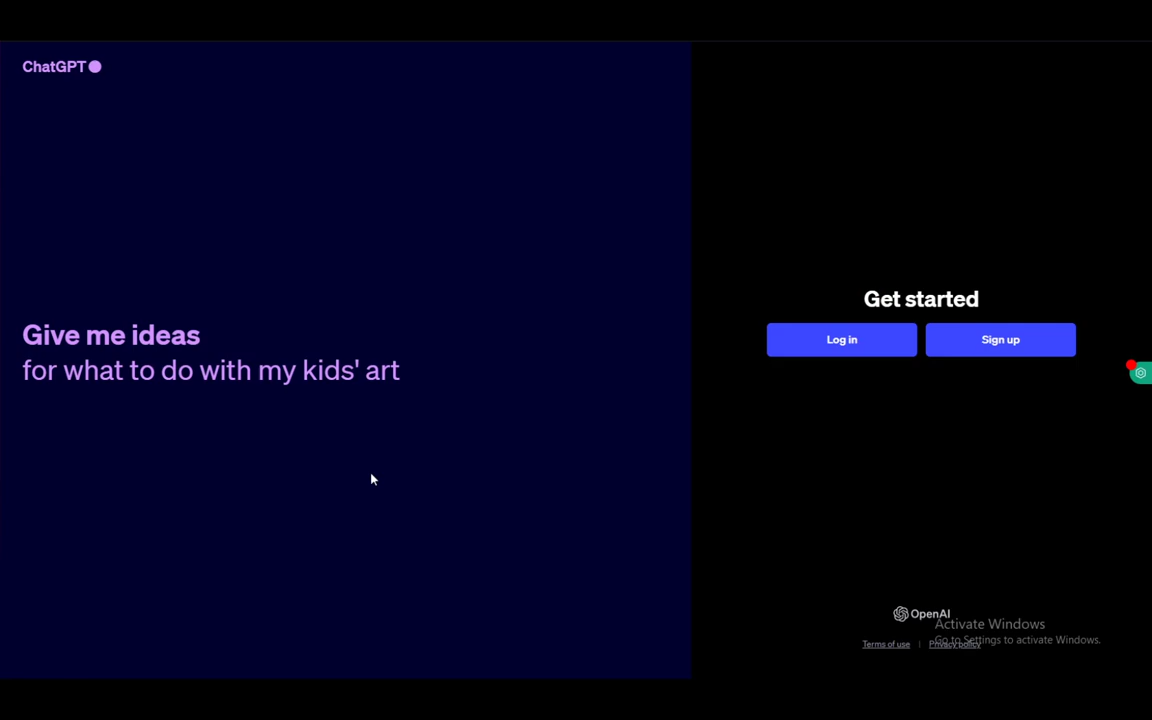 ChatGPT
Give me ideas
for what to do with my kids' art
Get started
Log in
Sign up
OpenAI
Activate Windows
Go to Settings to activate Windows.
Terms of use | Privacy policy